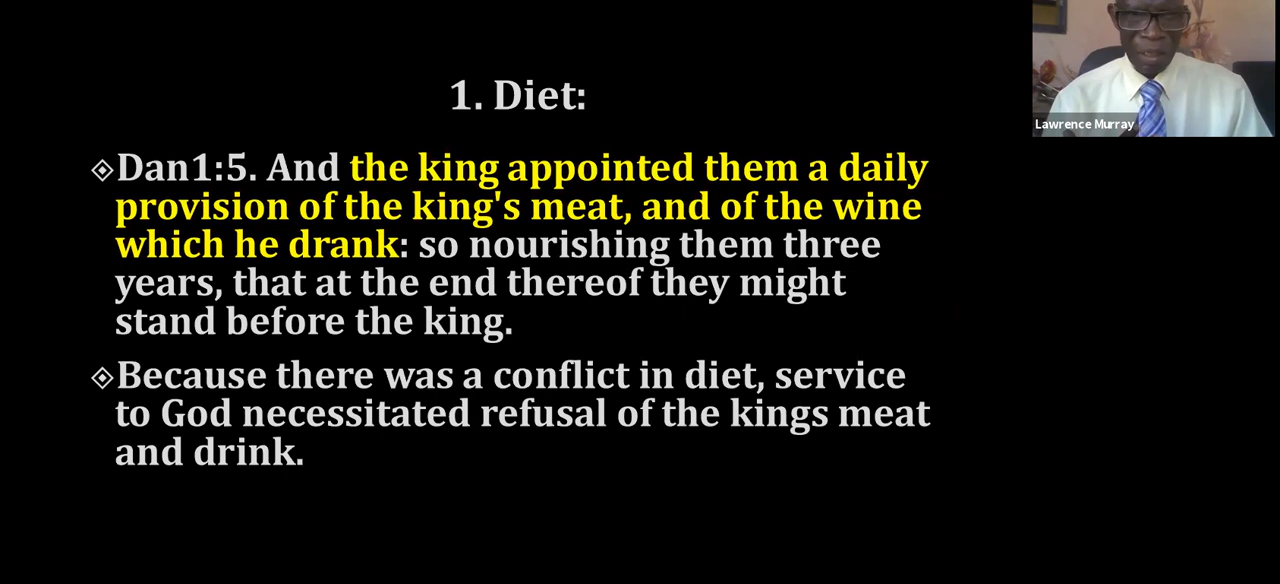 1. Diet:
Dan1:5. And the king appointed them a daily
provision of the king's meat, and of the wine
which he drank: so nourishing them three
years, that at the end thereof they might
stand before the king.
Because there was a conflict in diet, service
to God necessitated refusal of the kings meat
and drink.
Lawrence Murray